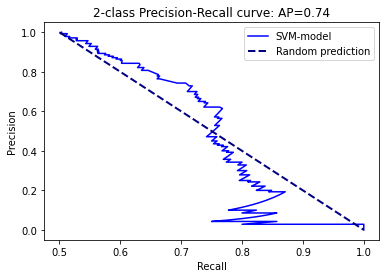 2-class Precision-Recall curve: AP=0.74
SVM-model
Random prediction
Precision
1.0
0.8
0.6
0.4
0.2
0.0
0.5 0.6 0.7 0.8 0.9 1.0
Recall